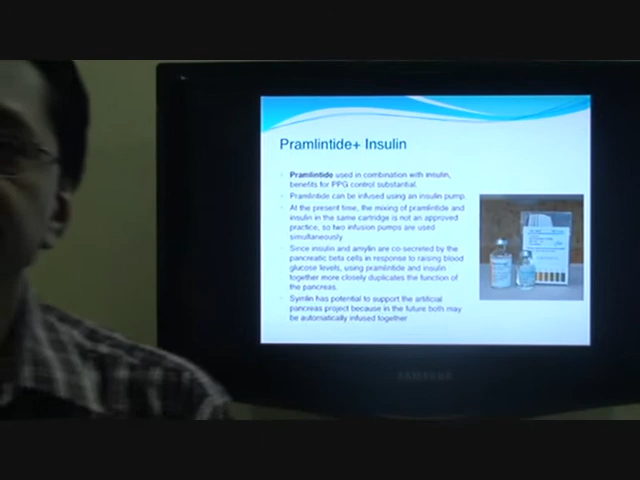 Pramlintide+ Insulin
Pramlintide used in combination with insulin,
benefits for PPG control substantial.
Pramlintide can be infused using an insulin pump.
At the present time, the mixing of pramlintide and
insulin in the same cartridge is not an approved
practice, so two infusion pumps are used
simultaneously.
Since insulin and amylin are co-secreted by the
pancreatic beta cells in response to raising blood
glucose levels, using pramlintide and insulin
together more closely duplicates the function of
the pancreas.
Symlin has potential to support the artificial
pancreas project because in the future both may
be automatically infused together
SAMSUNG